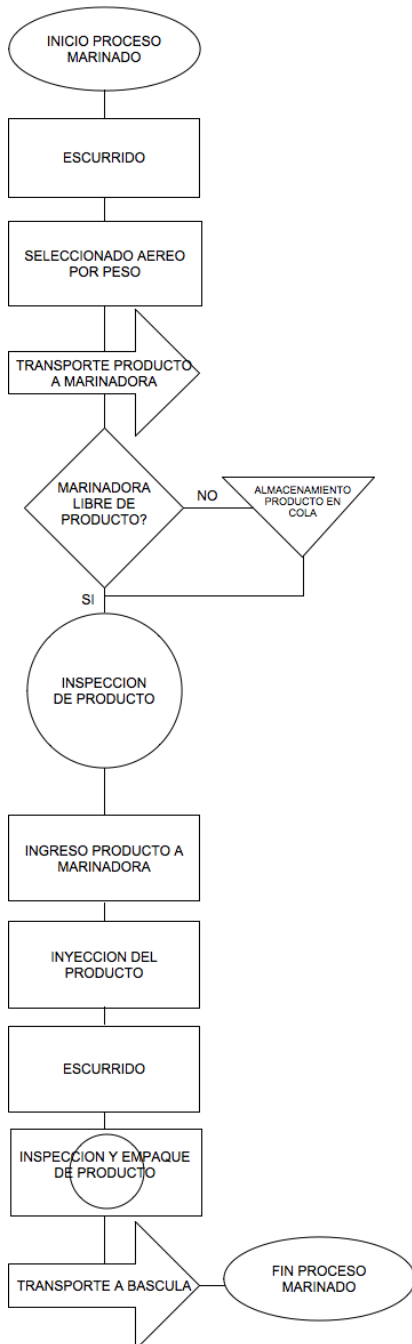 INICIO PROCESO
MARINADO
ESCURRIDO
SELECCIONADO AEREO
POR PESO
TRANSPORTE PRODUCTO
A MARINADORA
MARINADORA
LIBRE DE
PRODUCTO?
NO
ALMACENAMIENTO
PRODUCTO EN
COLA
SI
INSPECCION
DE PRODUCTO
INGRESO PRODUCTO A
MARINADORA
INYECCION DEL
PRODUCTO
ESCURRIDO
INSPECCION Y EMPAQUE
DE PRODUCTO
TRANSPORTE A BASCULA
FIN PROCESO
MARINADO